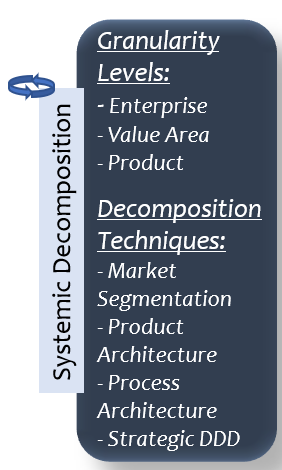 Systemic Decomposition
Granularity
Levels:
- Enterprise
- Value Area
- Product
Decomposition
Techniques:
- Market
Segmentation
- Product
Architecture
- Process
Architecture
- Strategic DDD